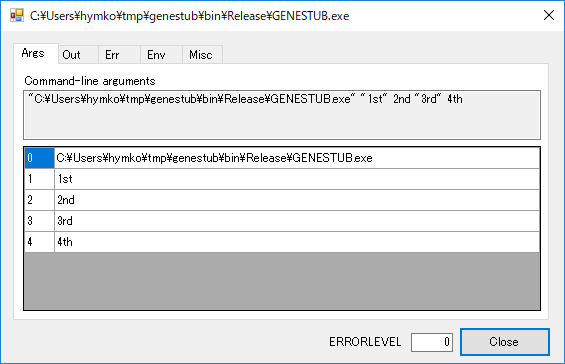 C:¥Users¥hymko¥tmp¥genestub¥bin¥Release¥GENESTUB.exe
Args Out Err Env Misc
Command-line arguments
"C:¥Users¥hymko¥tmp¥genestub¥bin¥Release¥GENESTUB.exe" "1st" 2nd "3rd" 4th
0 C:¥Users¥hymko¥tmp¥genestub¥bin¥Release¥GENESTUB.exe
1 1st
2 2nd
3 3rd
4 4th
ERRORLEVEL 0 Close